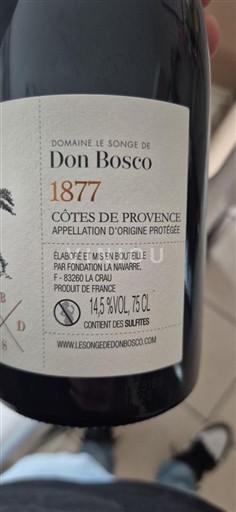 DOMAINE LE SONGE DE
Don Bosco
1877
CÔTES DE PROVENCE
APPELLATION D'ORIGINE PROTÉGÉE
ÉLABORÉ ET MIS EN BOUTEILLE
PAR FONDATION LA NAVARRE,
F - 83260 LA CRAU
PRODUIT DE FRANCE
14,5 %VOL, 75 CL
CONTIENT DES SULFITES
WWW.LESONGEDEDONBOSCO.COM
B
D
8